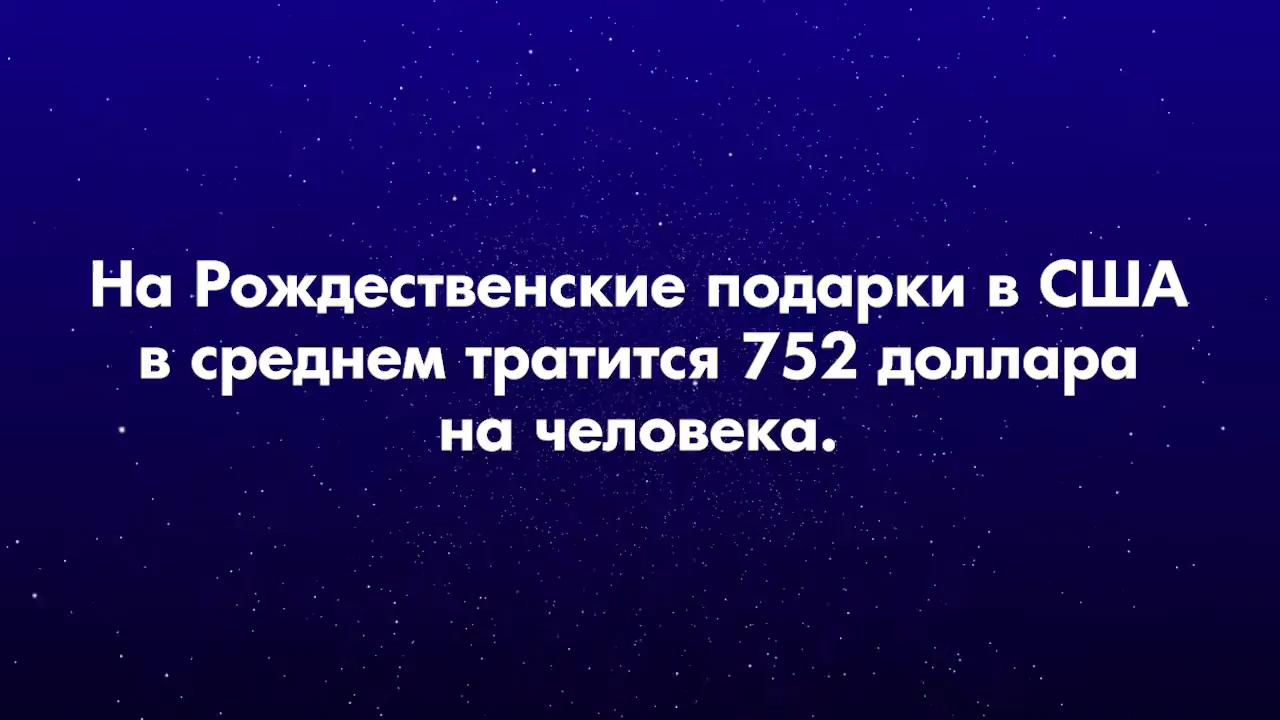 На Рождественские подарки в США
в среднем тратится 752 доллара
на человека.